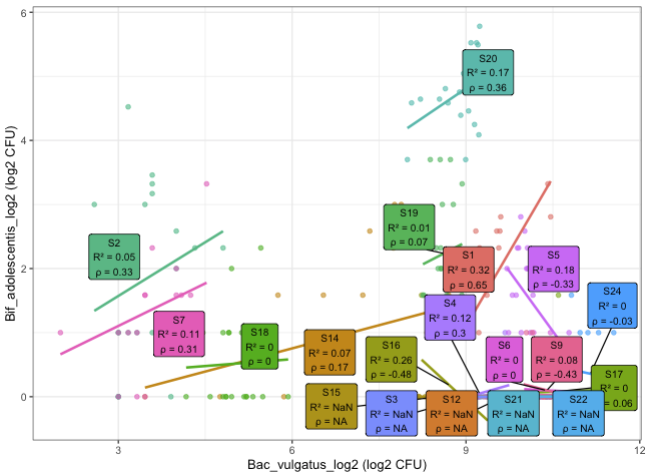 6
4
2
0
Bif_adolescentis_log2 (log2 CFU)
S20
R² = 0.17
ρ = 0.36
S19
R² = 0.01
ρ = 0.07
S2
R² = 0.05
ρ = 0.33
S1
R² = 0.32
ρ = 0.65
S5
R² = 0.18
ρ = -0.33
S24
R² = 0
ρ = -0.03
S4
R² = 0.12
ρ = 0.3
S7
R² = 0.11
ρ = 0.31
S18
R² = 0
ρ = 0
S14
R² = 0.07
ρ = 0.17
S16
R² = 0.26
ρ = -0.48
S6
R² = 0
ρ = 0
S9
R² = 0.08
ρ = -0.43
S17
R² = 0
= 0.06
S15
R² = NaN
ρ = NA
S3
R² = NaN
ρ = NA
S12
R² = NaN
ρ = NA
S21
R² = NaN
ρ = NA
S22
R² = NaN
ρ = NA
3
6
9
12
Bac_vulgatus_log2 (log2 CFU)